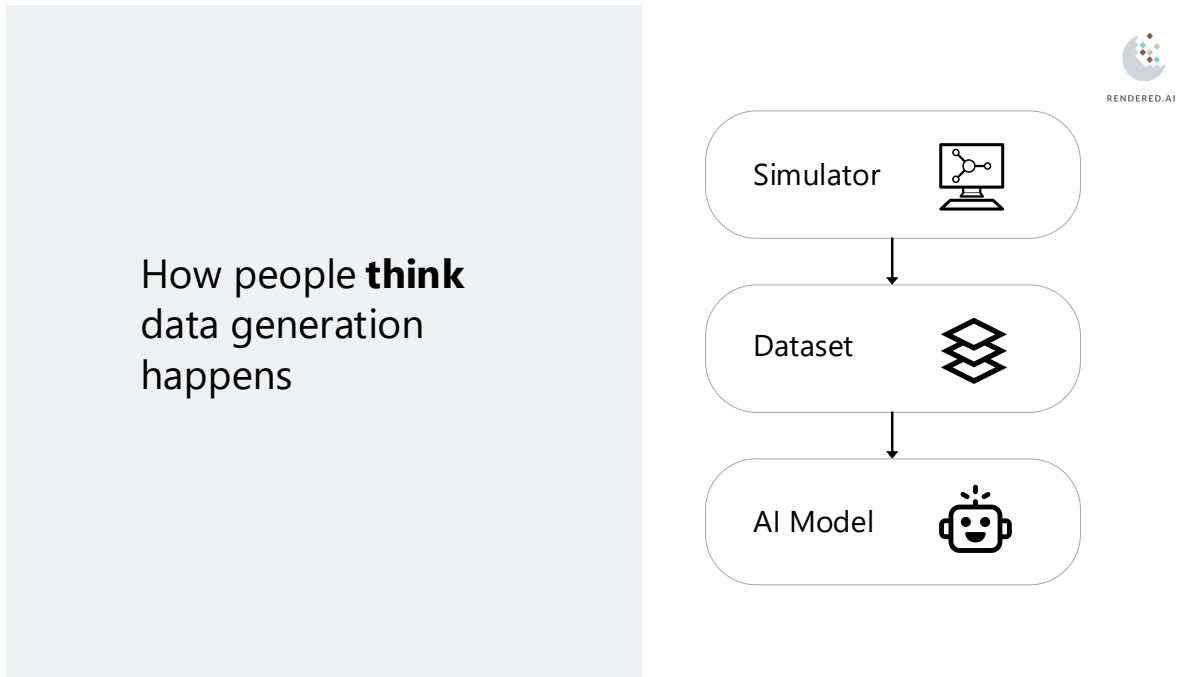 How people think
data generation
happens
RENDERED.AI
Simulator
Dataset
AI Model